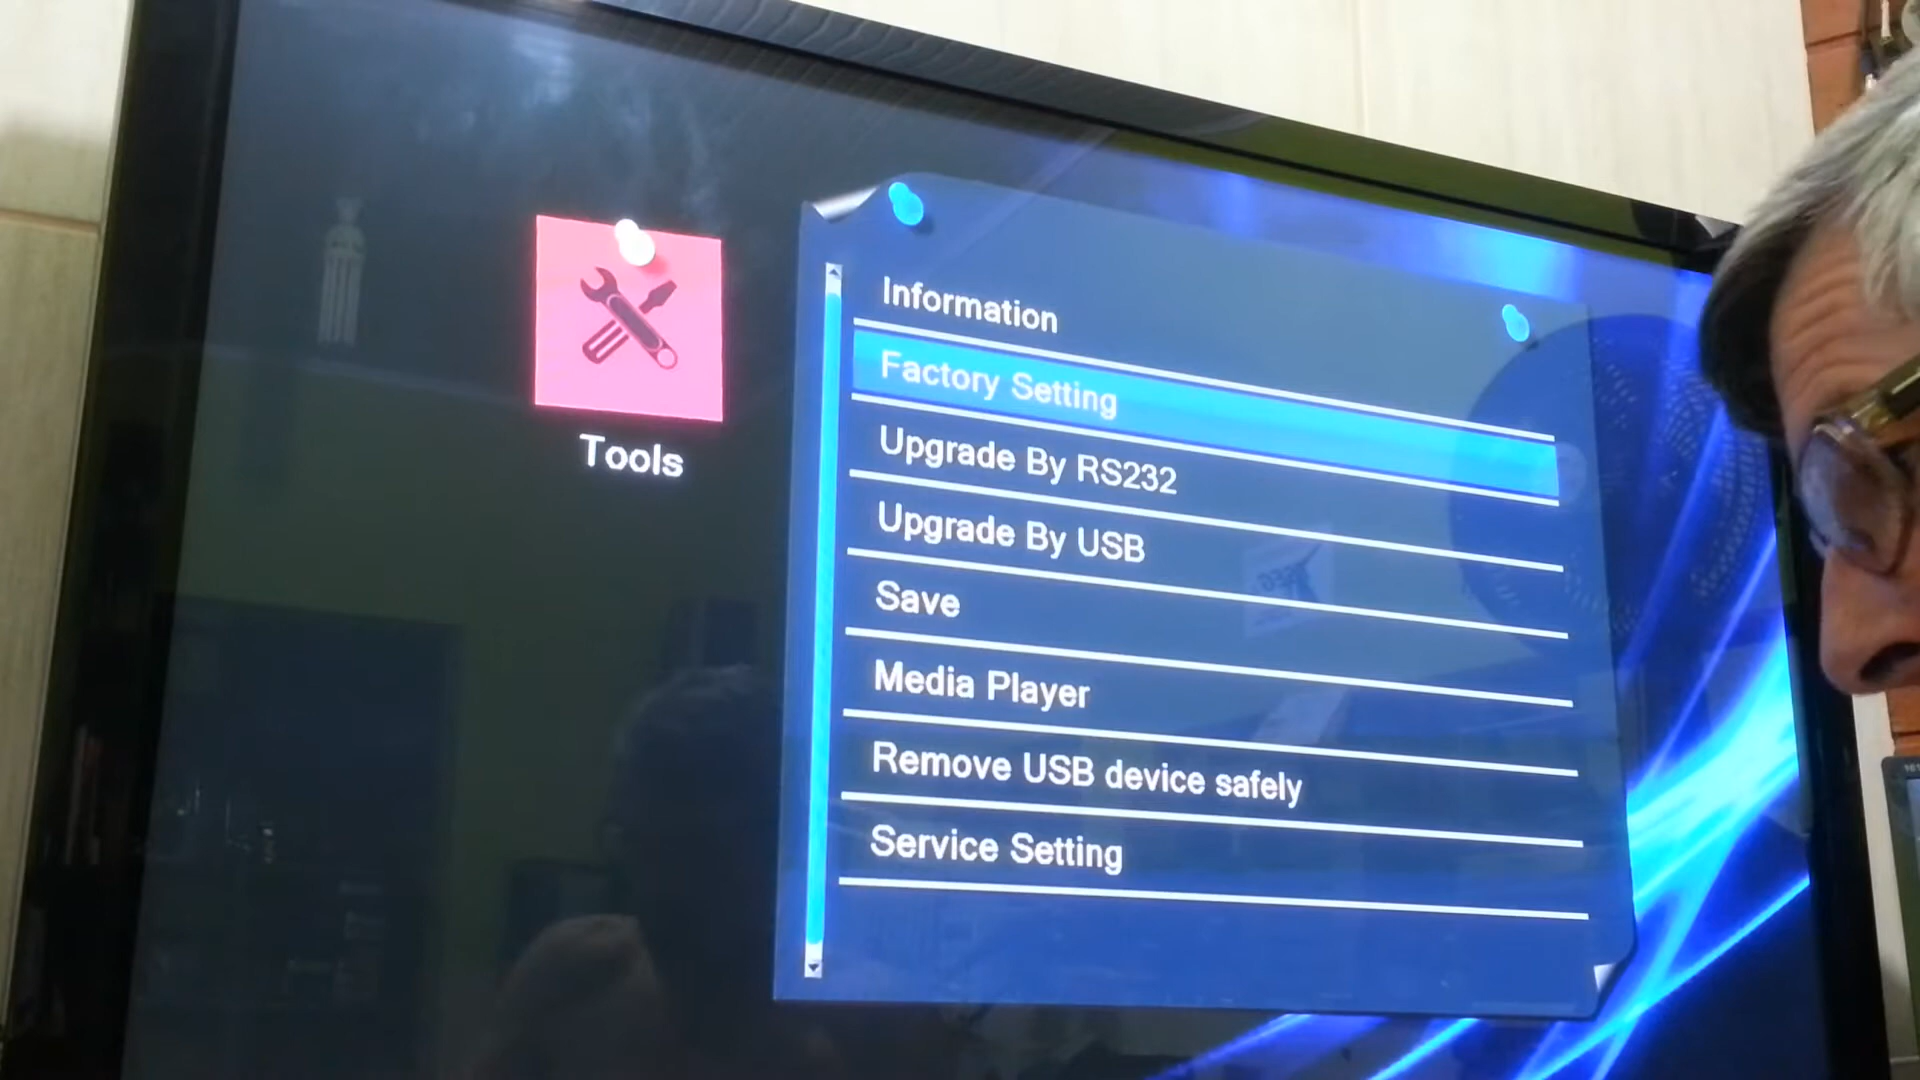 Tools
Information
Factory Setting
Upgrade By RS232
Upgrade By USB
Save
Media Player
Remove USB device safely
Service Setting